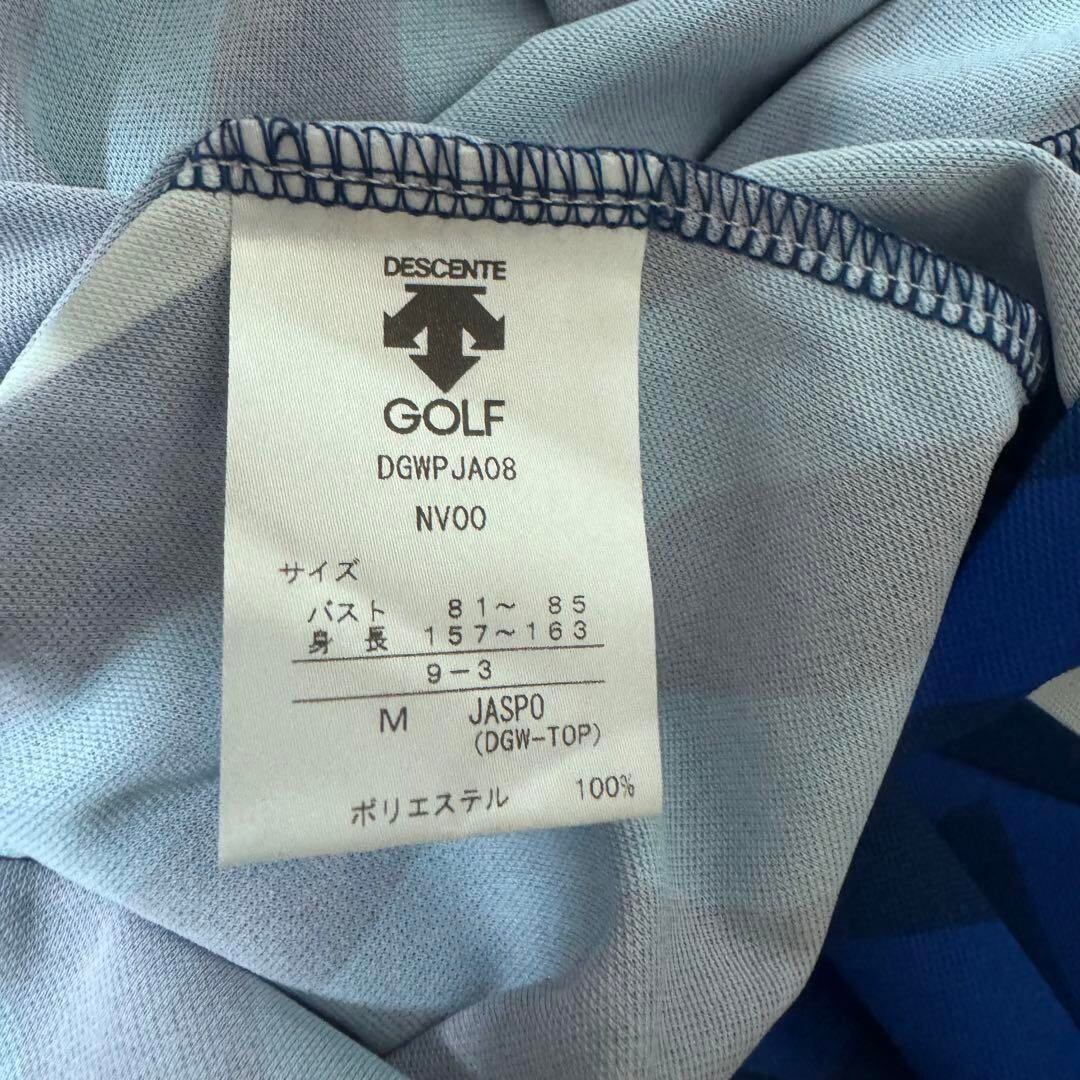 DESCENTE
GOLF
DGWPJA08
NV00
サイズ
バスト 81〜 85
身 長 157〜163
9-3
M JASPO
(DGW-TOP)
ポリエステル 100%